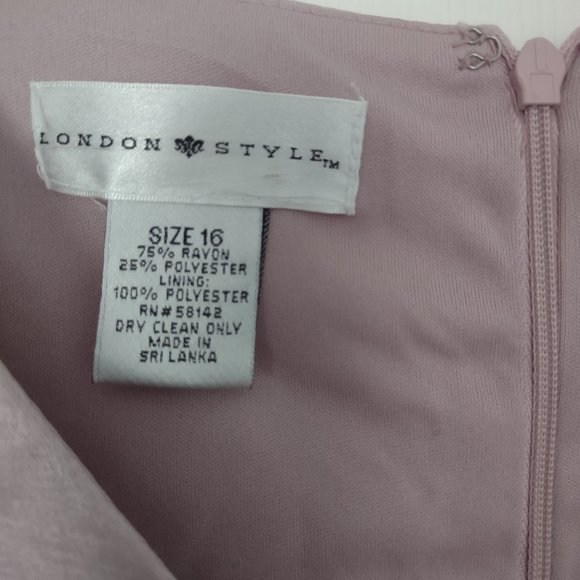 LONDON STYLE TM
SIZE 16
75% RAYON
25% POLYESTER
LINING:
100% POLYESTER
RN# 58142
DRY CLEAN ONLY
MADE IN
SRI LANKA